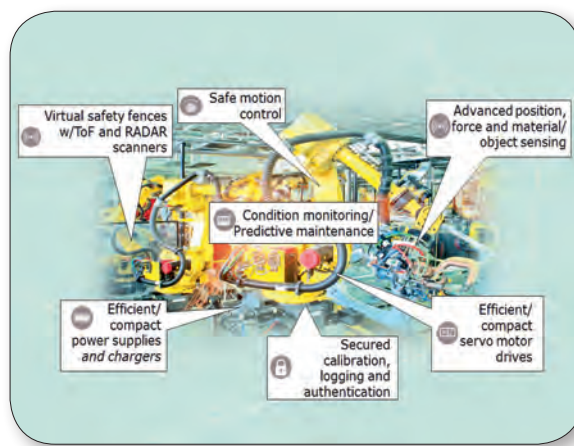 Virtual safety fences
w/ToF and RADAR
scanners
Safe motion
control
Advanced position,
force and material/
object sensing
Condition monitoring/
Predictive maintenance
Efficient/
compact
power supplies
and chargers
Secured
calibration,
logging and
authentication
Efficient/
compact
servo motor
drives